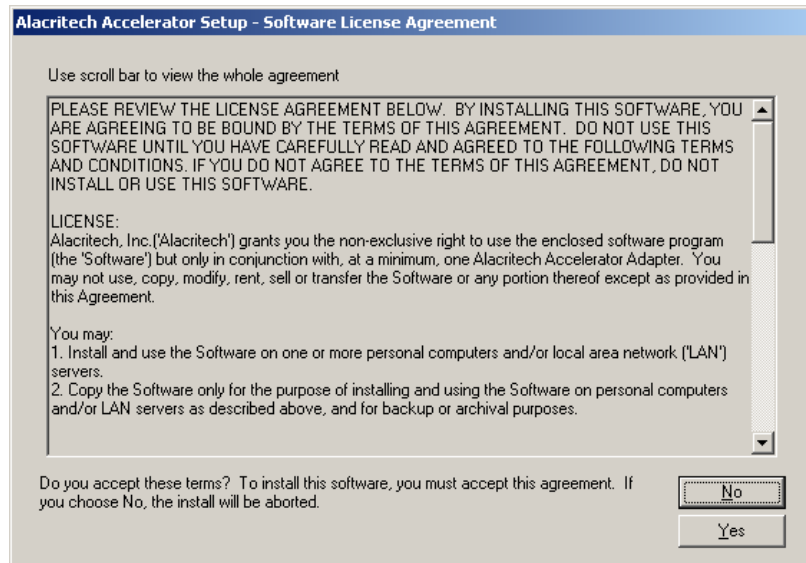 Alacritech Accelerator Setup - Software License Agreement
Use scroll bar to view the whole agreement
PLEASE REVIEW THE LICENSE AGREEMENT BELOW.  BY INSTALLING THIS SOFTWARE, YOU
ARE AGREEING TO BE BOUND BY THE TERMS OF THIS AGREEMENT.  DO NOT USE THIS
SOFTWARE UNTIL YOU HAVE CAREFULLY READ AND AGREED TO THE FOLLOWING TERMS
AND CONDITIONS. IF YOU DO NOT AGREE TO THE TERMS OF THIS AGREEMENT, DO NOT
INSTALL OR USE THIS SOFTWARE.
LICENSE:
Alacritech, Inc.('Alacritech') grants you the non-exclusive right to use the enclosed software program
(the 'Software') but only in conjunction with, at a minimum, one Alacritech Accelerator Adapter.  You
may not use, copy, modify, rent, sell or transfer the Software or any portion thereof except as provided in
this Agreement.
You may:
1. Install and use the Software on one or more personal computers and/or local area network ('LAN')
servers.
2. Copy the Software only for the purpose of installing and using the Software on personal computers
and/or LAN servers as described above, and for backup or archival purposes.
Do you accept these terms?  To install this software, you must accept this agreement.  If
you choose No, the install will be aborted.
No
Yes